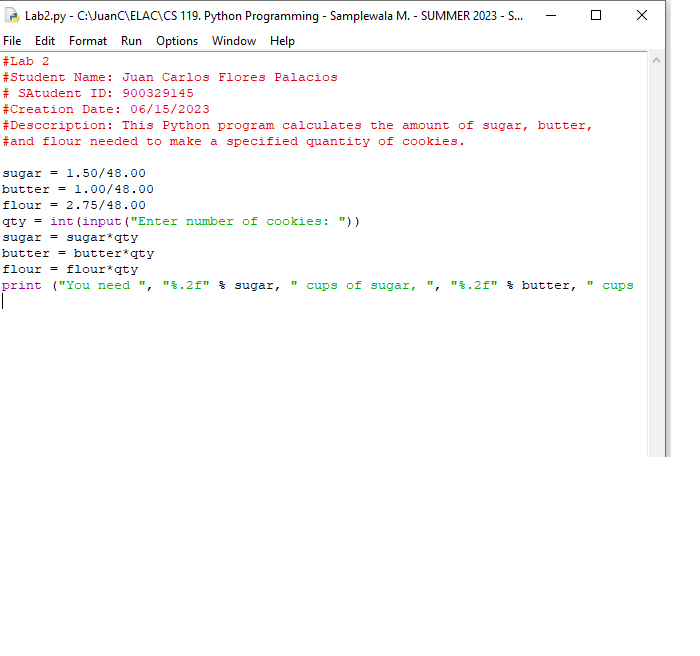 Lab2.py - C:\JuanC\ELAC\CS 119. Python Programming - Samplewala M. - SUMMER 2023 - S...
File Edit Format Run Options Window Help
#Lab 2
#Student Name: Juan Carlos Flores Palacios
# SAtudent ID: 900329145
#Creation Date: 06/15/2023
#Desccription: This Python program calculates the amount of sugar, butter,
#and flour needed to make a specified quantity of cookies.
sugar = 1.50/48.00
butter = 1.00/48.00
flour = 2.75/48.00
qty = int(input("Enter number of cookies: "))
sugar = sugar*qty
butter = butter*qty
flour = flour*qty
print ("You need ", "%.2f" % sugar, " cups of sugar, ", "%.2f" % butter, " cups